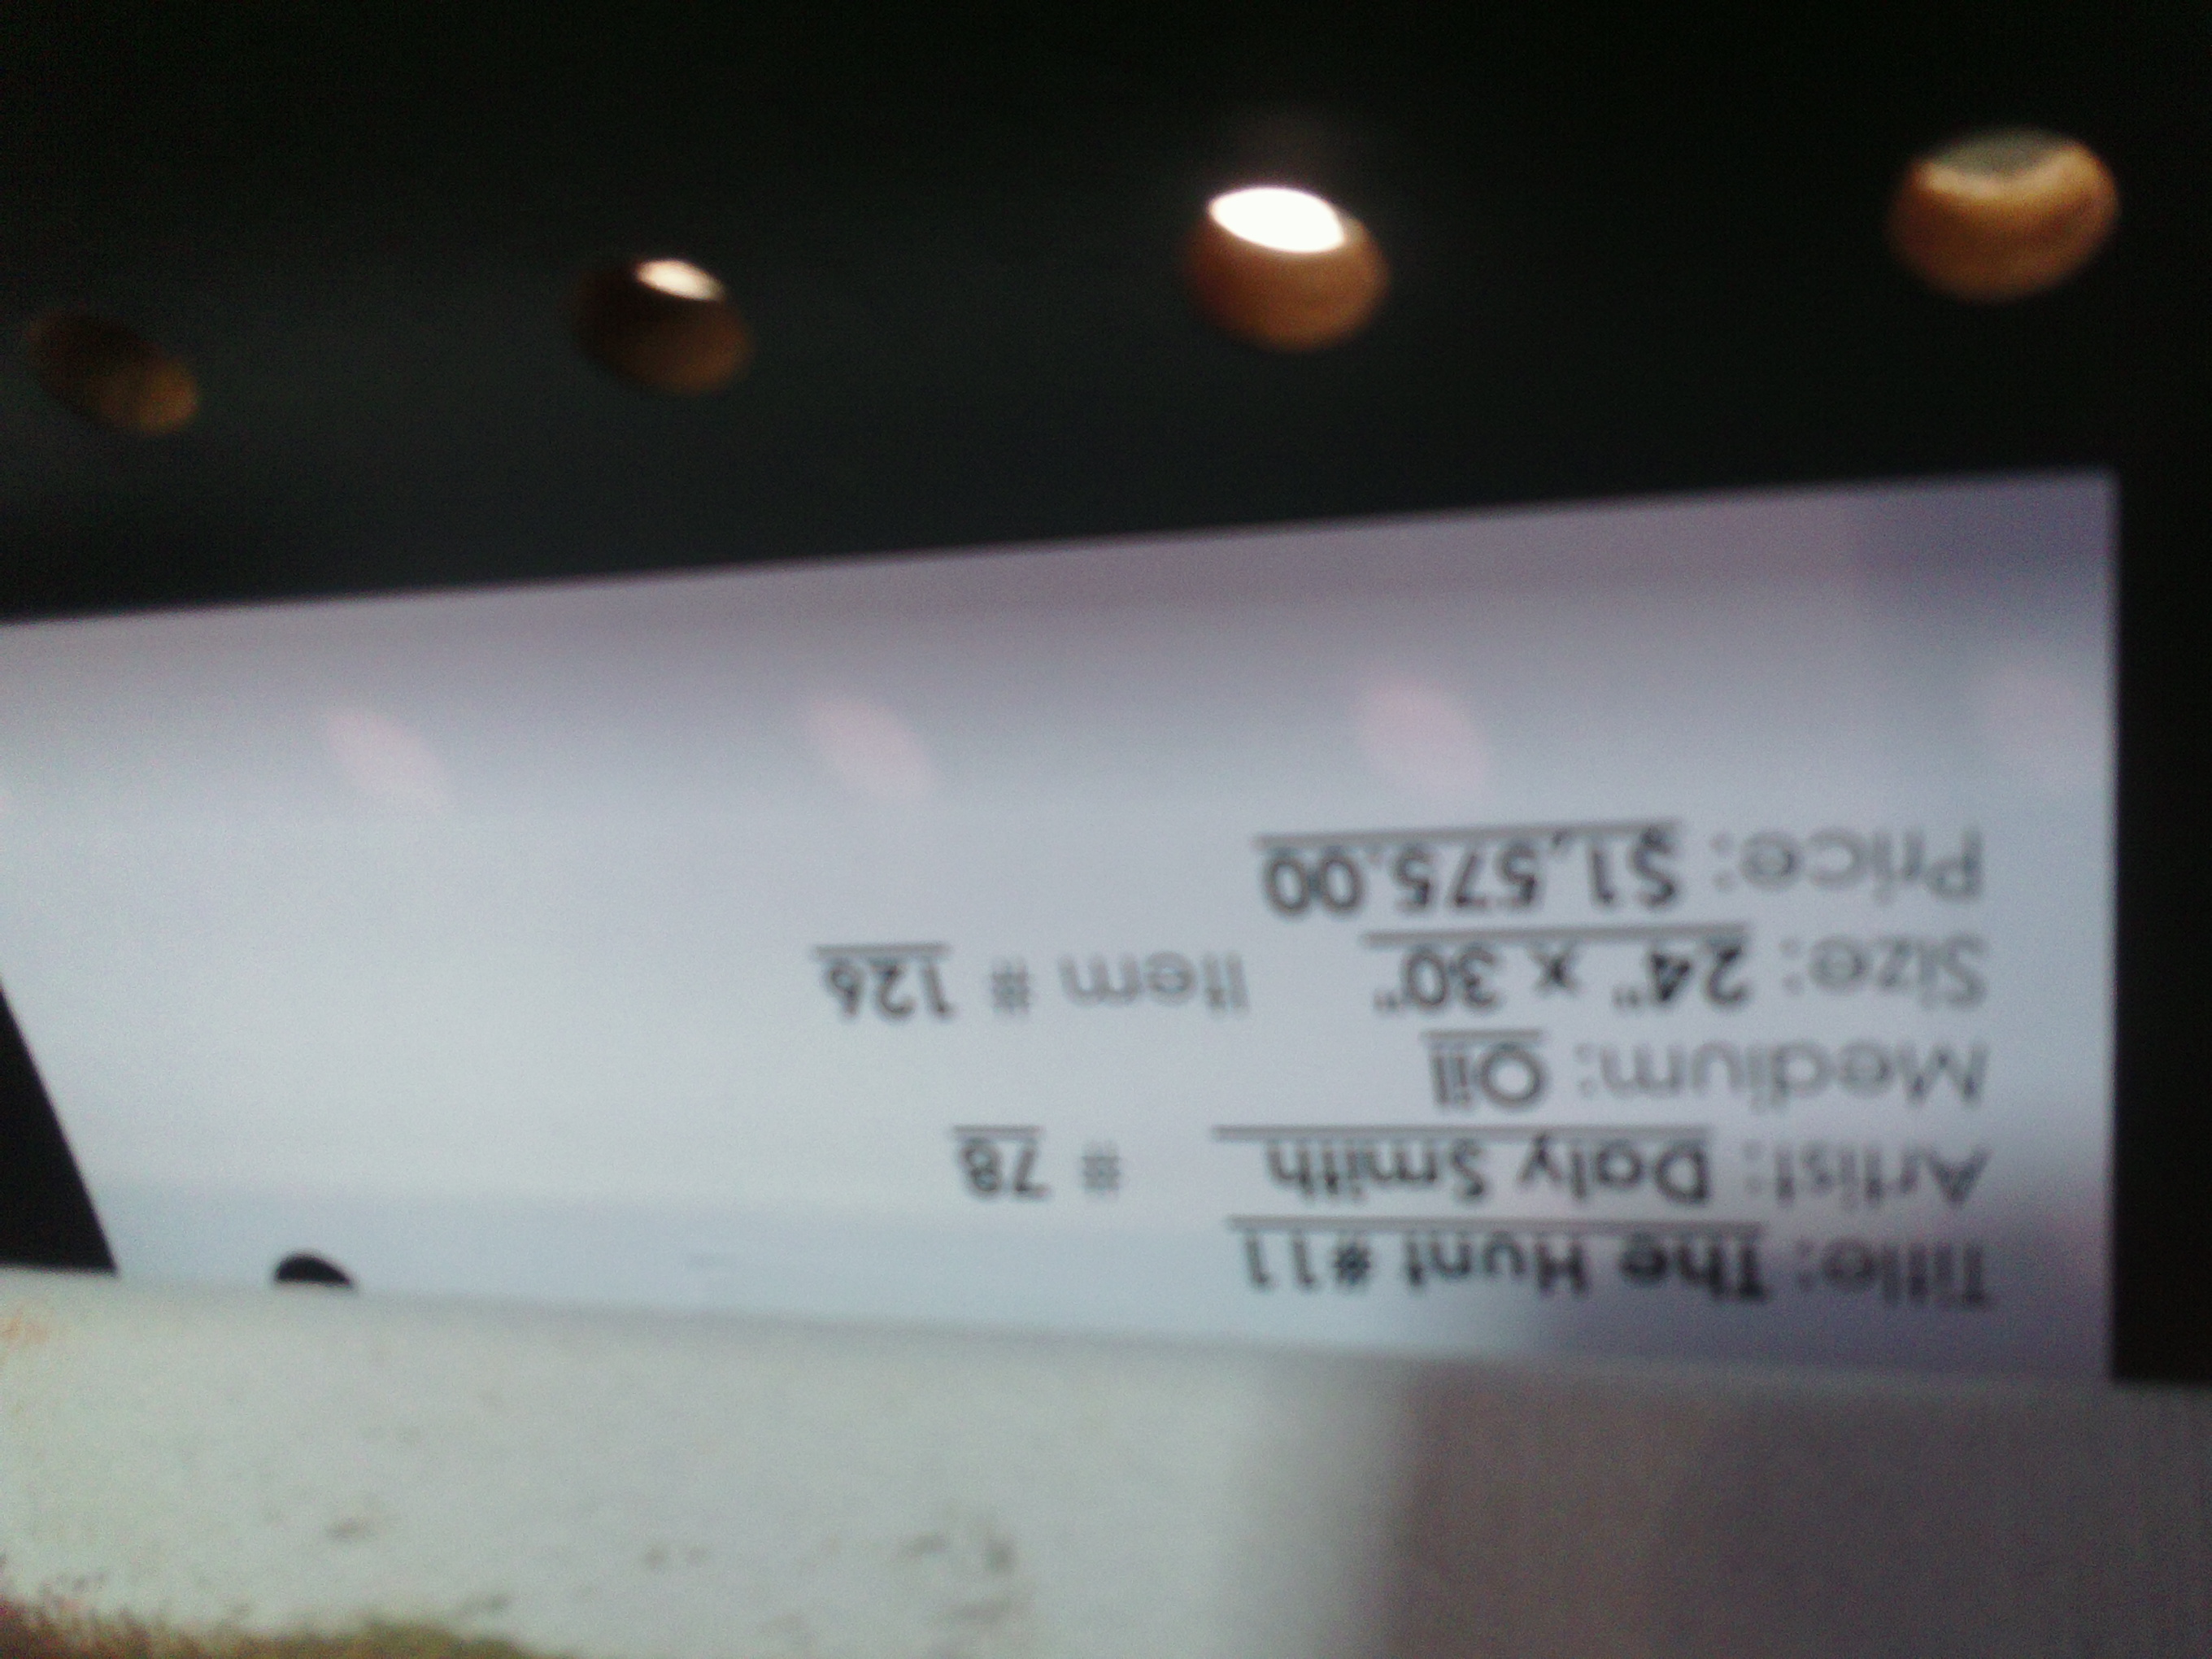 Title: The Hunt #11
Artist: Daly Smith # 78
Medium: Oil
Size: 24" x 30" Item # 126
Price: $1,575.00